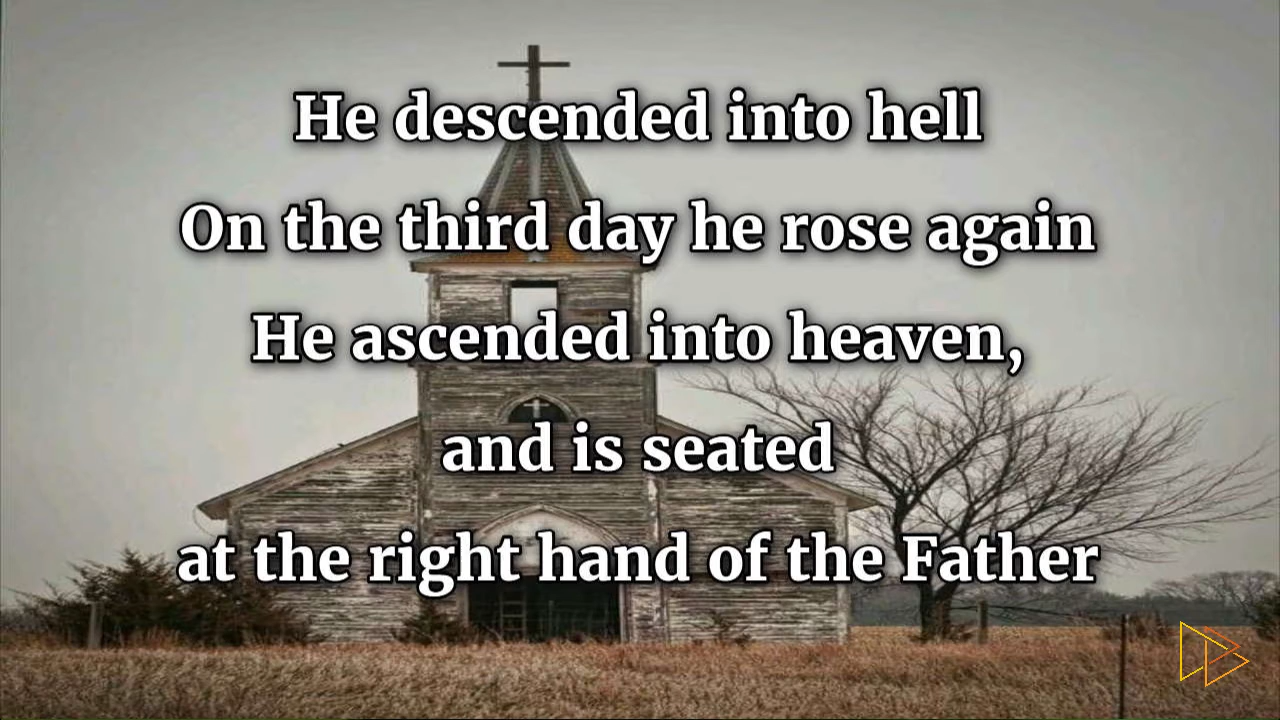 He descended into hell
On the third day he rose again
He ascended into heaven,
and is seated
at the right hand of the Father